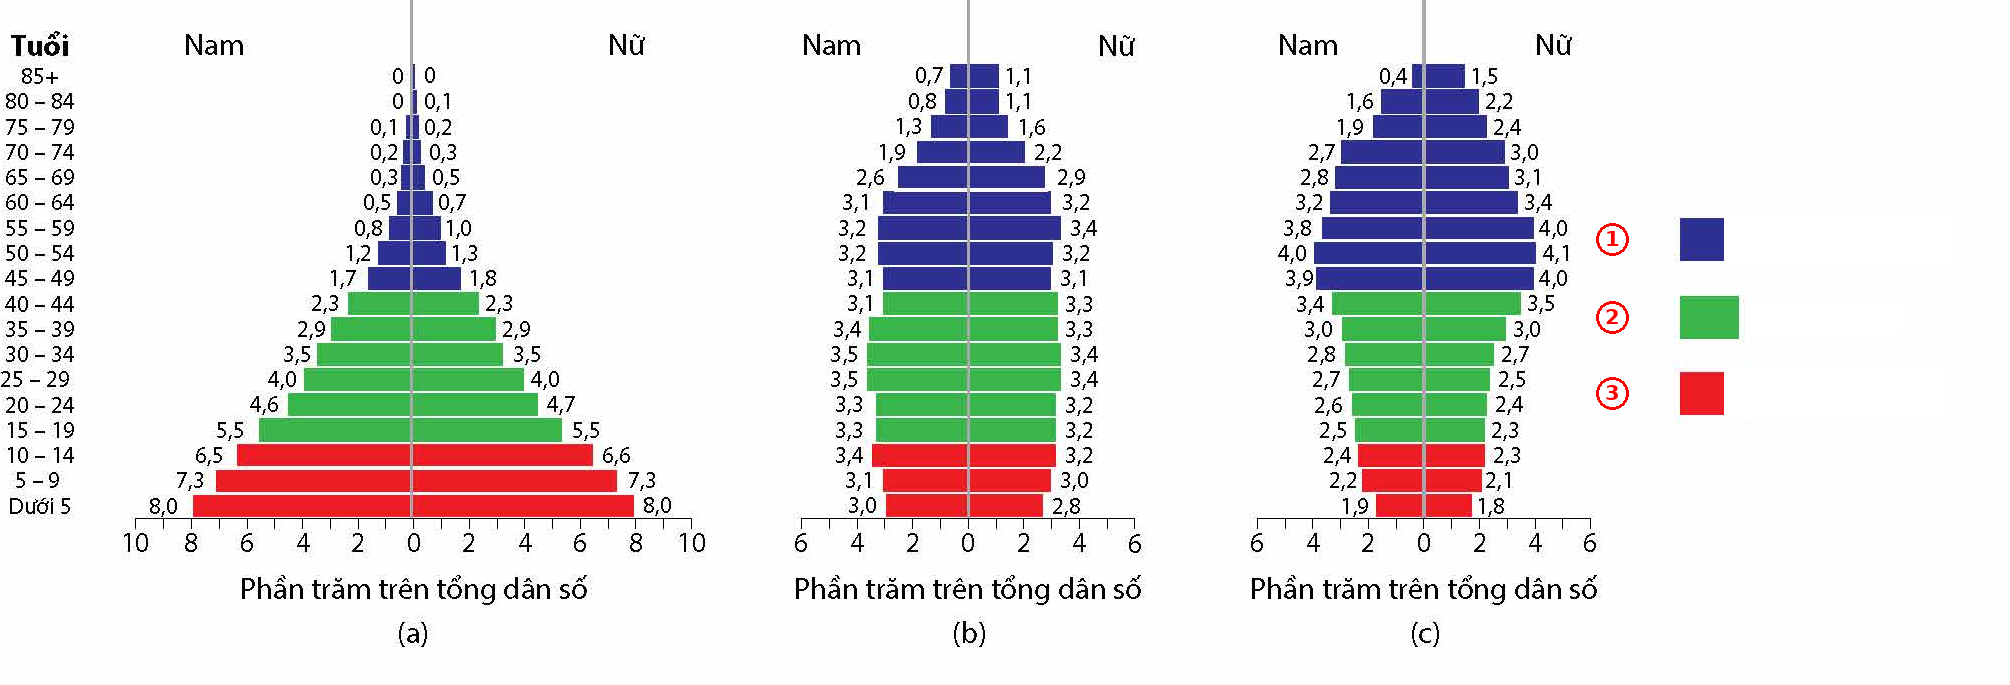 Tuổi Nam Nữ Nam Nữ Nam Nữ
85+ 0 0 0,7 1,1 0,4 1,5
80 – 84 0 0,1 0,8 1,1 1,6 2,2
75 – 79 0,1 0,2 1,3 1,6 1,9 2,4
70 – 74 0,2 0,3 1,9 2,2 2,7 3,0
65 – 69 0,3 0,5 2,6 2,9 2,8 3,1
60 – 64 0,5 0,7 3,1 3,2 3,2 3,4
55 – 59 0,8 1,0 3,2 3,4 3,8 4,0 ①
50 – 54 1,2 1,3 3,2 3,2 4,0 4,1
45 – 49 1,7 1,8 3,1 3,1 3,9 4,0
40 – 44 2,3 2,3 3,1 3,3 3,4 3,5 ②
35 – 39 2,9 2,9 3,4 3,3 3,0 3,0
30 – 34 3,5 3,5 3,5 3,4 2,8 2,7
25 – 29 4,0 4,0 3,5 3,4 2,7 2,5 ③
20 – 24 4,6 4,7 3,3 3,2 2,6 2,4
15 – 19 5,5 5,5 3,3 3,2 2,5 2,3
10 – 14 6,5 6,6 3,4 3,2 2,4 2,3
5 – 9 7,3 7,3 3,1 3,0 2,2 2,1
Dưới 5 8,0 8,0 3,0 2,8 1,9 1,8
10 8 6 4 2 0 2 4 6 8 10 6 4 2 0 2 4 6 6 4 2 0 2 4 6
Phần trăm trên tổng dân số Phần trăm trên tổng dân số Phần trăm trên tổng dân số
(a) (b) (c)